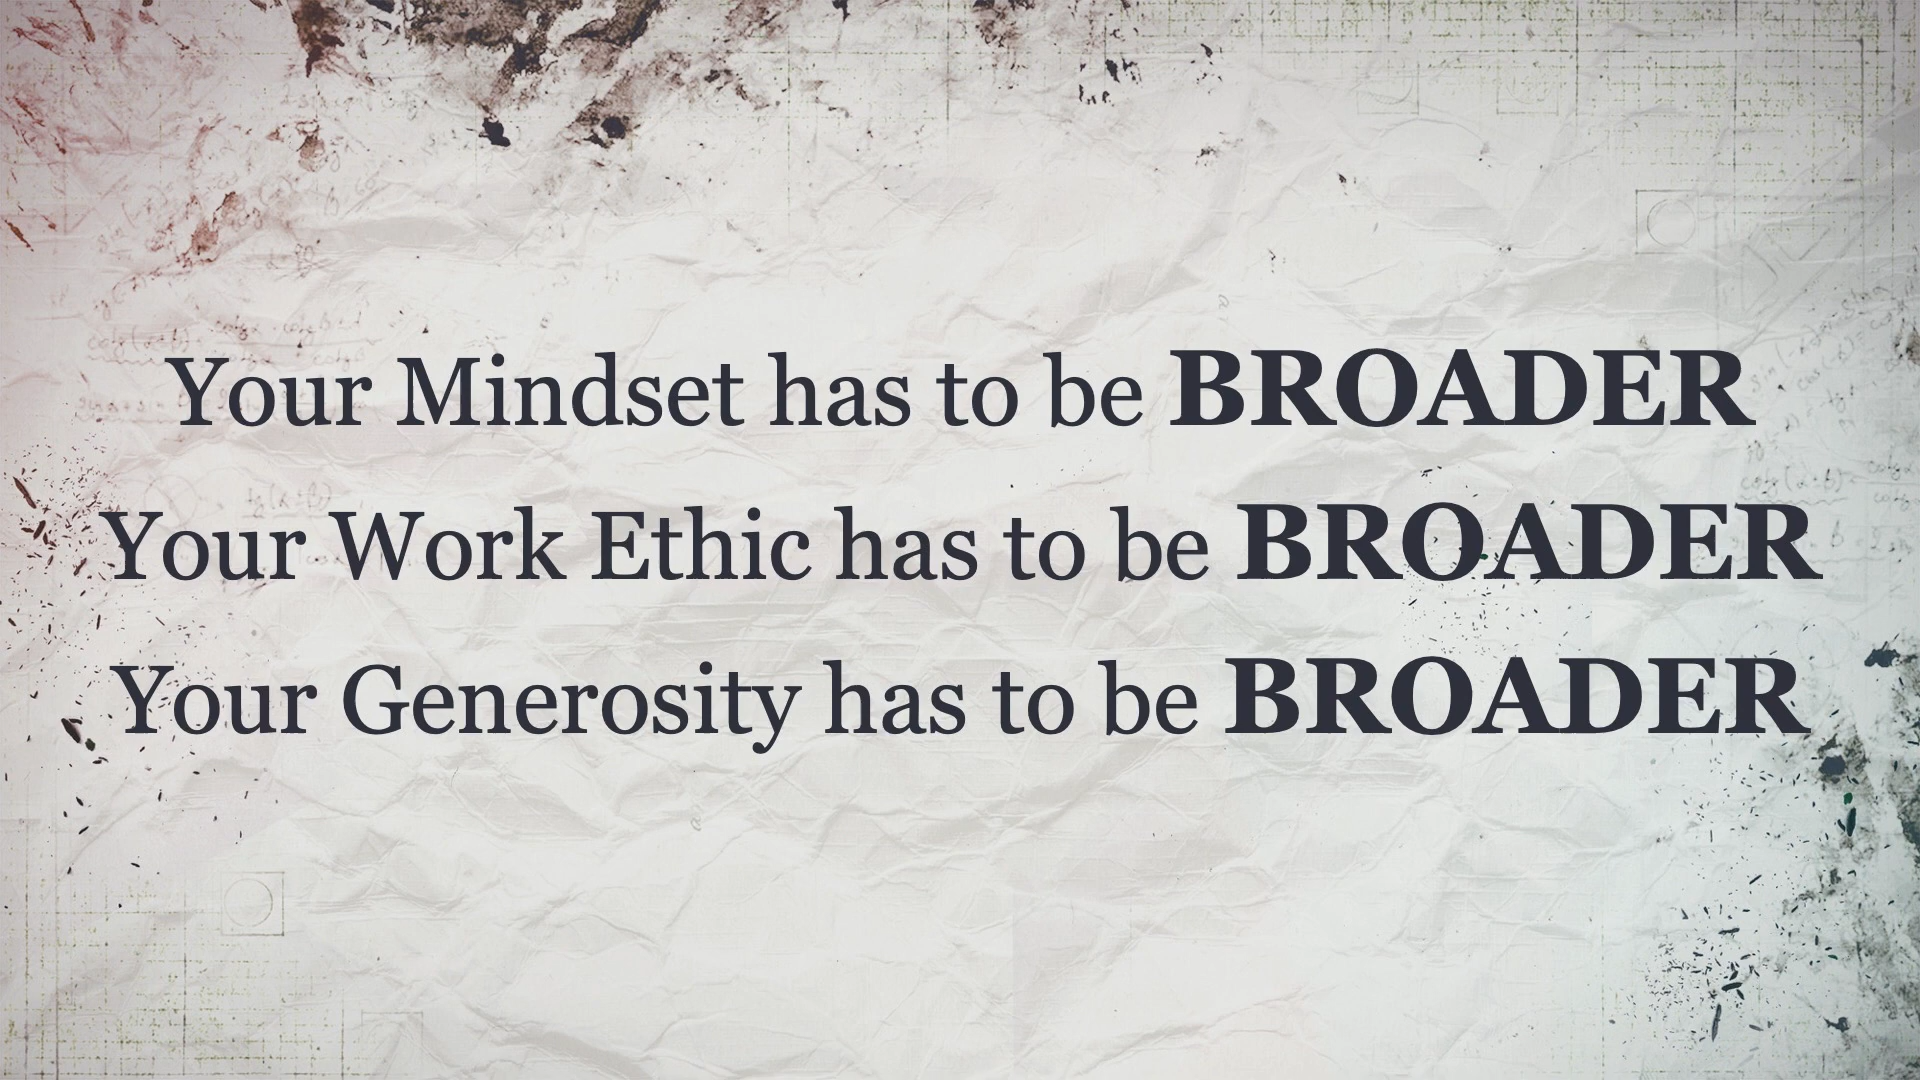 Your Mindset has to be BROADER
Your Work Ethic has to be BROADER
Your Generosity has to be BROADER